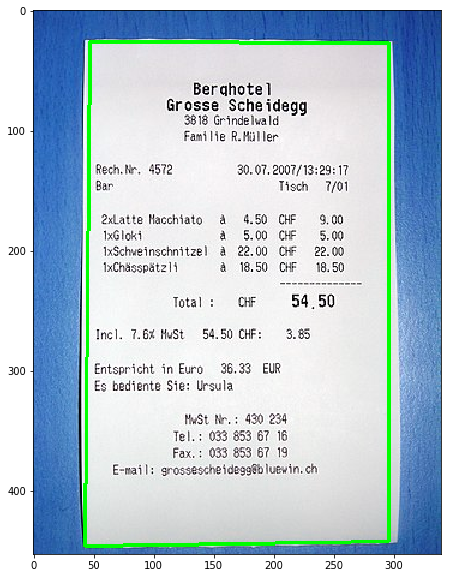 0
Berghotel
Grosse Scheidegg
3818 Grindelwald
100
Familie R.Müller
Rech.Nr. 4572 30.07.2007/13:29:17
Bar Tisch 7/01
2xLatte Macchiato à 4.50 CHF 9.00
1xGloki à 5.00 CHF 5.00
200
1xSchweinschnitzel à 22.00 CHF 22.00
1xChässpätzli à 18.50 CHF 18.50
Total : CHF 54.50
Incl. 7.6% MwSt 54.50 CHF: 3.85
300
Entspricht in Euro 36.33 EUR
Es bediente Sie: Ursula
MwSt Nr.: 430 234
Tel.: 033 853 67 16
Fax.: 033 853 67 19
E-mail: grossescheidegg@bluewin.ch
400
0 50 100 150 200 250 300